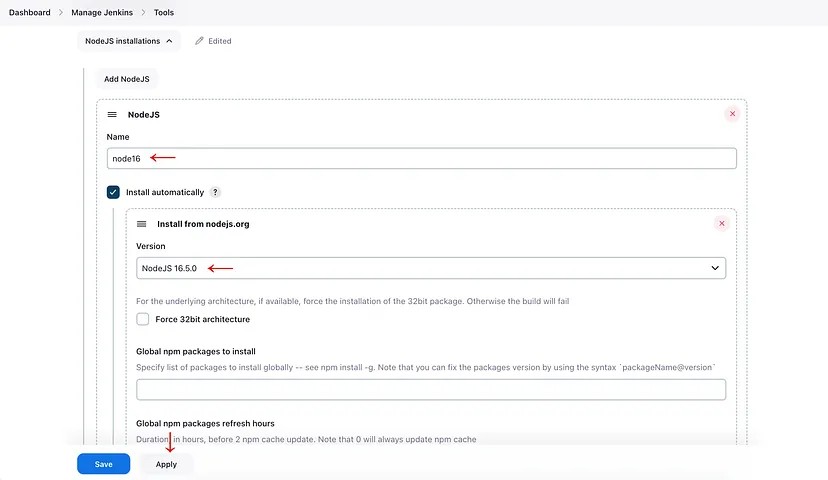 Dashboard Manage Jenkins Tools
NodeJS installations Edited
Add NodeJS
NodeJS
Name
node16
Install automatically ?
Install from nodejs.org
Version
NodeJS 16.5.0
For the underlying architecture, if available, force the installation of the 32bit package. Otherwise the build will fail
Force 32bit architecture
Global npm packages to install
Specify list of packages to install globally -- see npm install -g. Note that you can fix the packages version by using the syntax `packageName@version`
Global npm packages refresh hours
Duration, in hours, before 2 npm cache update. Note that 0 will always update npm cache
Save Apply